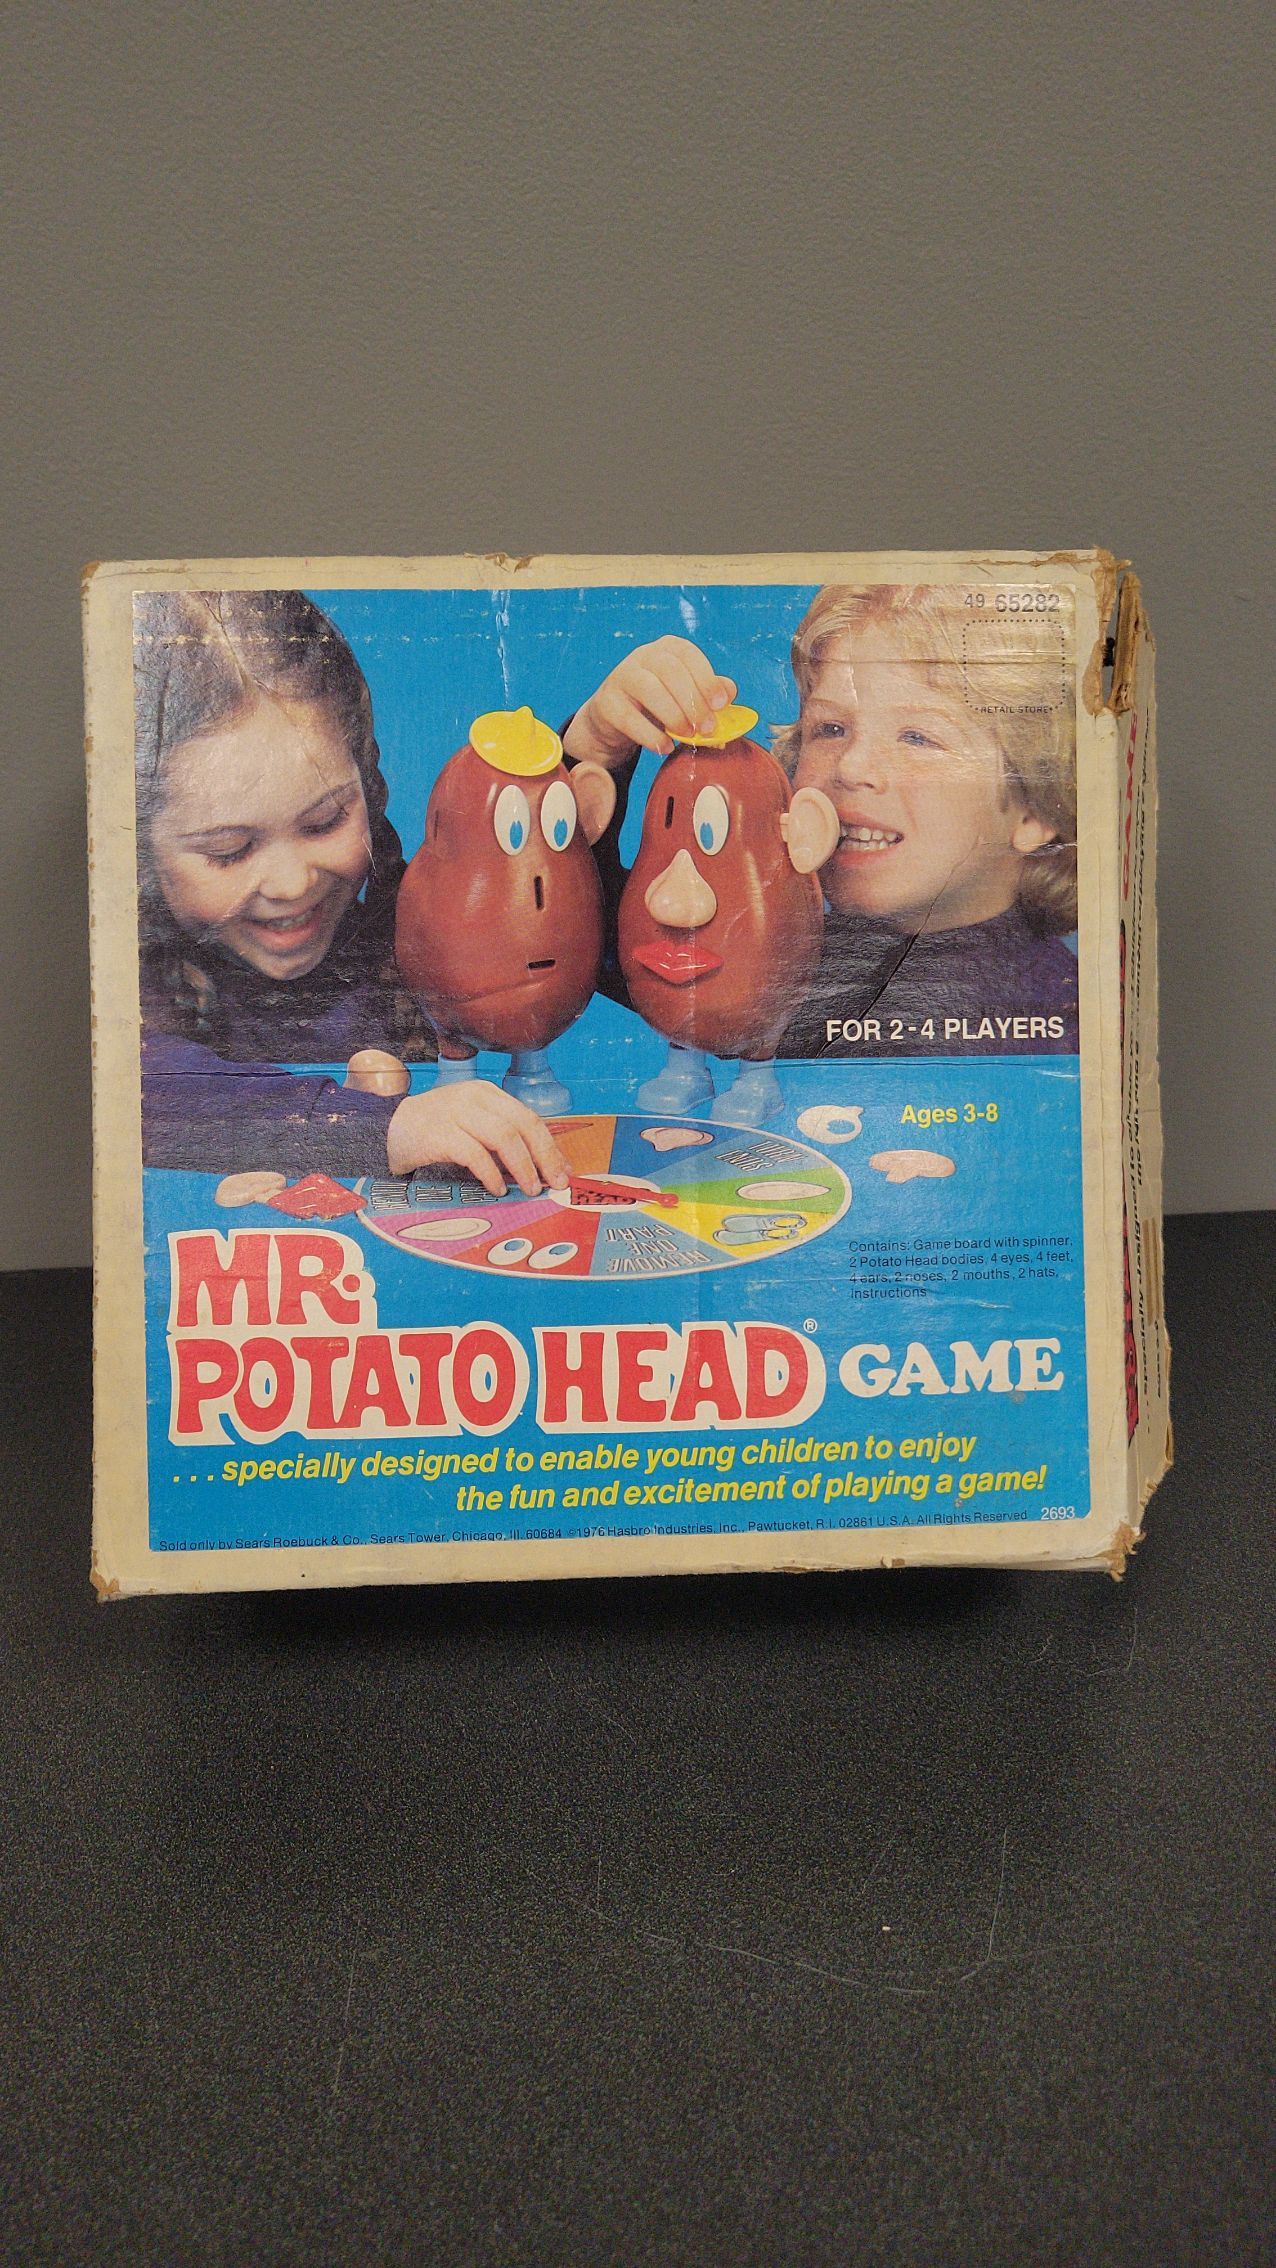 49 65282
RETAIL STORE
FOR 2-4 PLAYERS
Ages 3-8
REMOVE
ONE
PART
Contains: Game board with spinner,
2 Potato Head bodies, 4 eyes, 4 feet,
4 ears, 2 noses, 2 mouths, 2 hats,
Instructions
MR.
POTATO HEAD® GAME
...specially designed to enable young children to enjoy
the fun and excitement of playing a game!
Sold only by Sears Roebuck & Co., Sears Tower, Chicago, Ill. 60684 ©1976 Hasbro Industries, Inc., Pawtucket, R.I. 02861 U.S.A. All Rights Reserved 2693
GAME